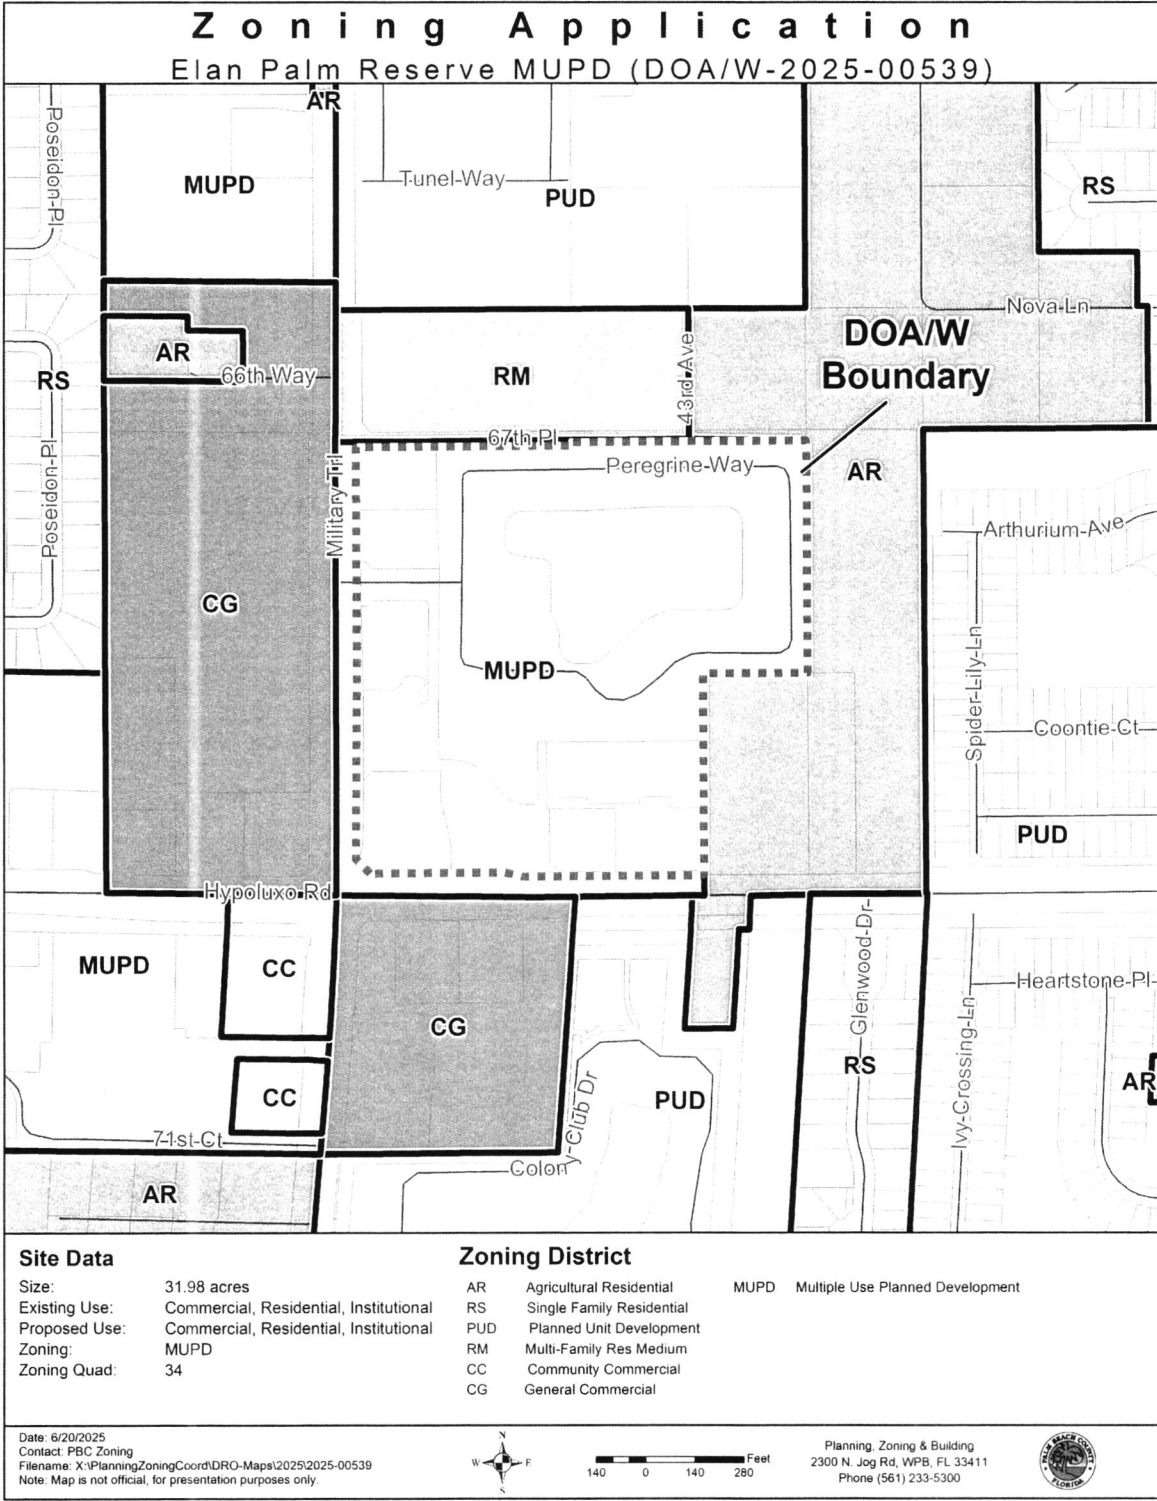 Zoning Application
Elan Palm Reserve MUPD (DOA/W-2025-00539)
AR
Poseidon-Pl
MUPD
Tunel-Way
PUD
RS
Nova Ln
DOA/W
Boundary
AR
66th Way
RS
RM
43rd Ave
67th Pl
Peregrine-Way
AR
Military Trl
Poseidon-Pl
Arthurium-Ave
CG
MUPD
Spider-Lily-Ln
Coontie-Ct
PUD
Hypoluxo Rd
MUPD
CC
CG
Glenwood-Dr
Heartstone-Pl
Ivy-Crossing-Ln
RS
AR
CC
PUD
71st-Ct
Colony-Club Dr
AR
Site Data
Size: 31.98 acres
Existing Use: Commercial, Residential, Institutional
Proposed Use: Commercial, Residential, Institutional
Zoning: MUPD
Zoning Quad: 34
Zoning District
AR Agricultural Residential
RS Single Family Residential
PUD Planned Unit Development
RM Multi-Family Res Medium
CC Community Commercial
CG General Commercial
MUPD Multiple Use Planned Development
Date: 6/20/2025
Contact: PBC Zoning
Filename: X:\PlanningZoningCoord\DRO-Maps\2025\2025-00539
Note: Map is not official, for presentation purposes only.
N
W E
S
Feet
140 0 140 280
Planning, Zoning & Building
2300 N. Jog Rd, WPB, FL 33411
Phone (561) 233-5300
PALM BEACH COUNTY
FLORIDA